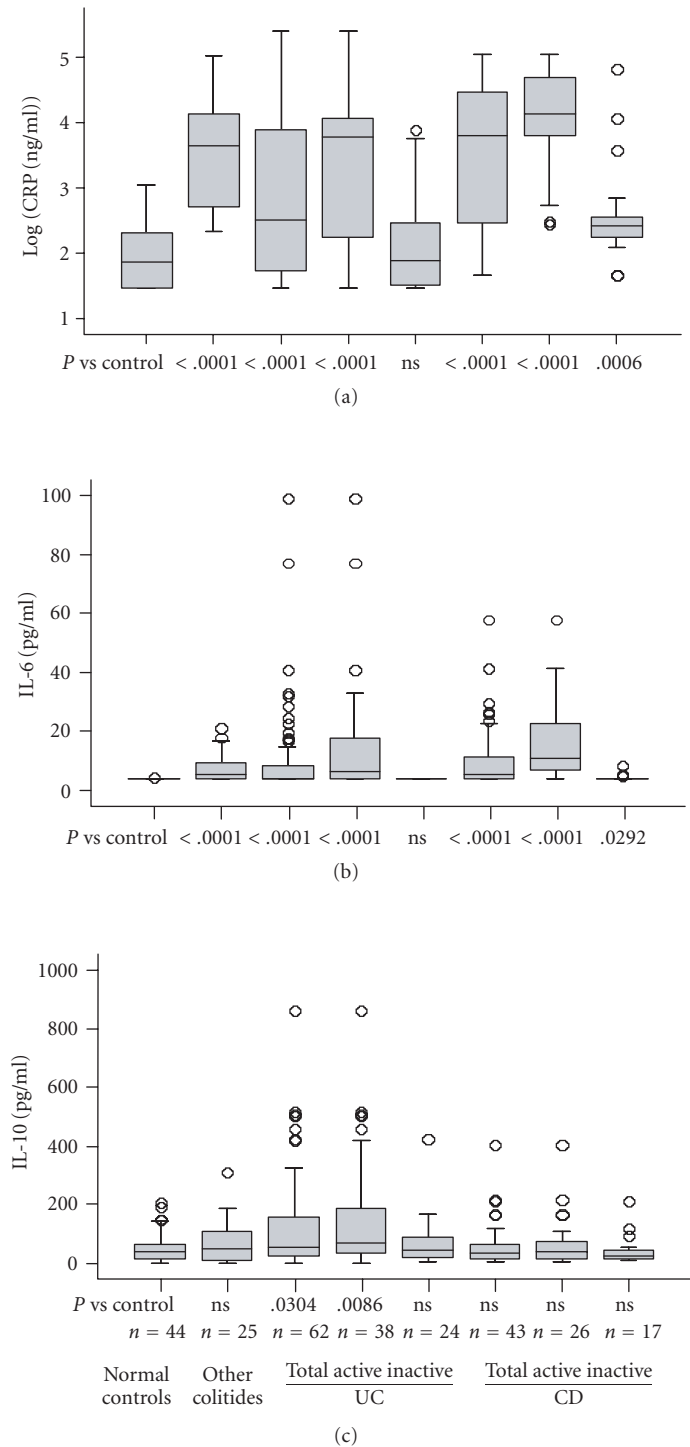 5
4
3
2
1
Log (CRP (ng/ml))
P vs control < .0001 < .0001 < .0001 ns < .0001 < .0001 .0006
(a)
100
80
60
40
20
0
IL-6 (pg/ml)
P vs control < .0001 < .0001 < .0001 ns < .0001 < .0001 .0292
(b)
1000
800
600
400
200
0
IL-10 (pg/ml)
P vs control ns .0304 .0086 ns ns ns ns
n = 44 n = 25 n = 62 n = 38 n = 24 n = 43 n = 26 n = 17
Normal controls
Other colitides
Total active inactive
UC
Total active inactive
CD
(c)